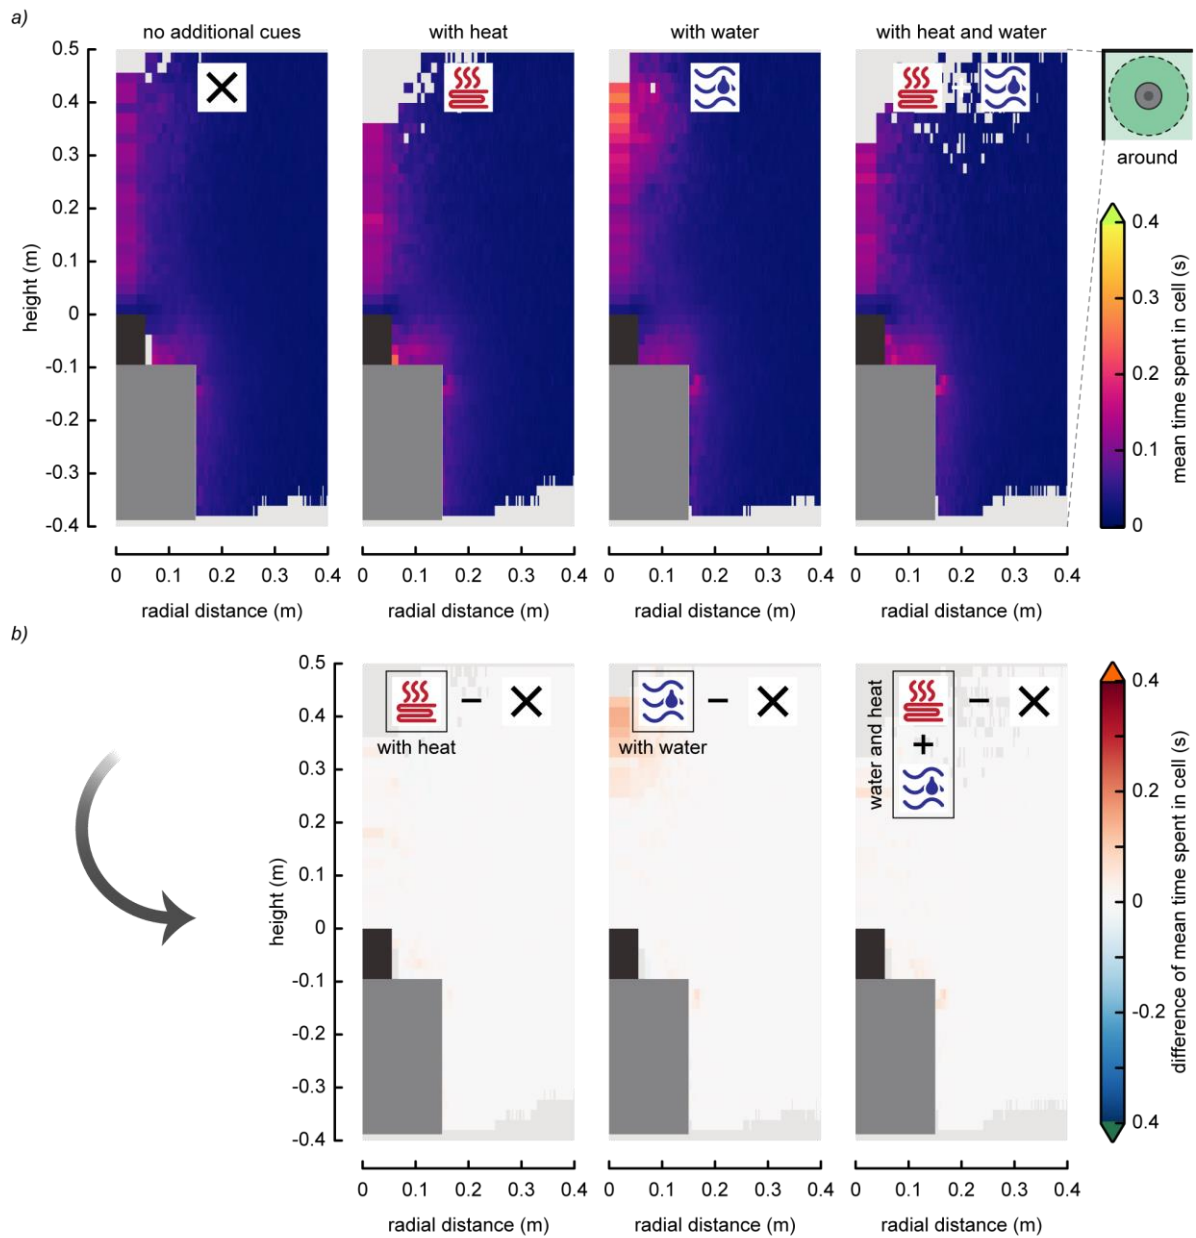 a)
no additional cues
with heat
with water
with heat and water
around
height (m)
0.5
0.4
0.3
0.2
0.1
0
-0.1
-0.2
-0.3
-0.4
0 0.1 0.2 0.3 0.4
0 0.1 0.2 0.3 0.4
0 0.1 0.2 0.3 0.4
0 0.1 0.2 0.3 0.4
radial distance (m)
radial distance (m)
radial distance (m)
radial distance (m)
0.4
0.3
0.2
0.1
0
mean time spent in cell (s)
b)
height (m)
0.5
0.4
0.3
0.2
0.1
0
-0.1
-0.2
-0.3
-0.4
with heat
with water
water and heat
0 0.1 0.2 0.3 0.4
0 0.1 0.2 0.3 0.4
0 0.1 0.2 0.3 0.4
radial distance (m)
radial distance (m)
radial distance (m)
0.4
0.2
0
-0.2
0.4
difference of mean time spent in cell (s)